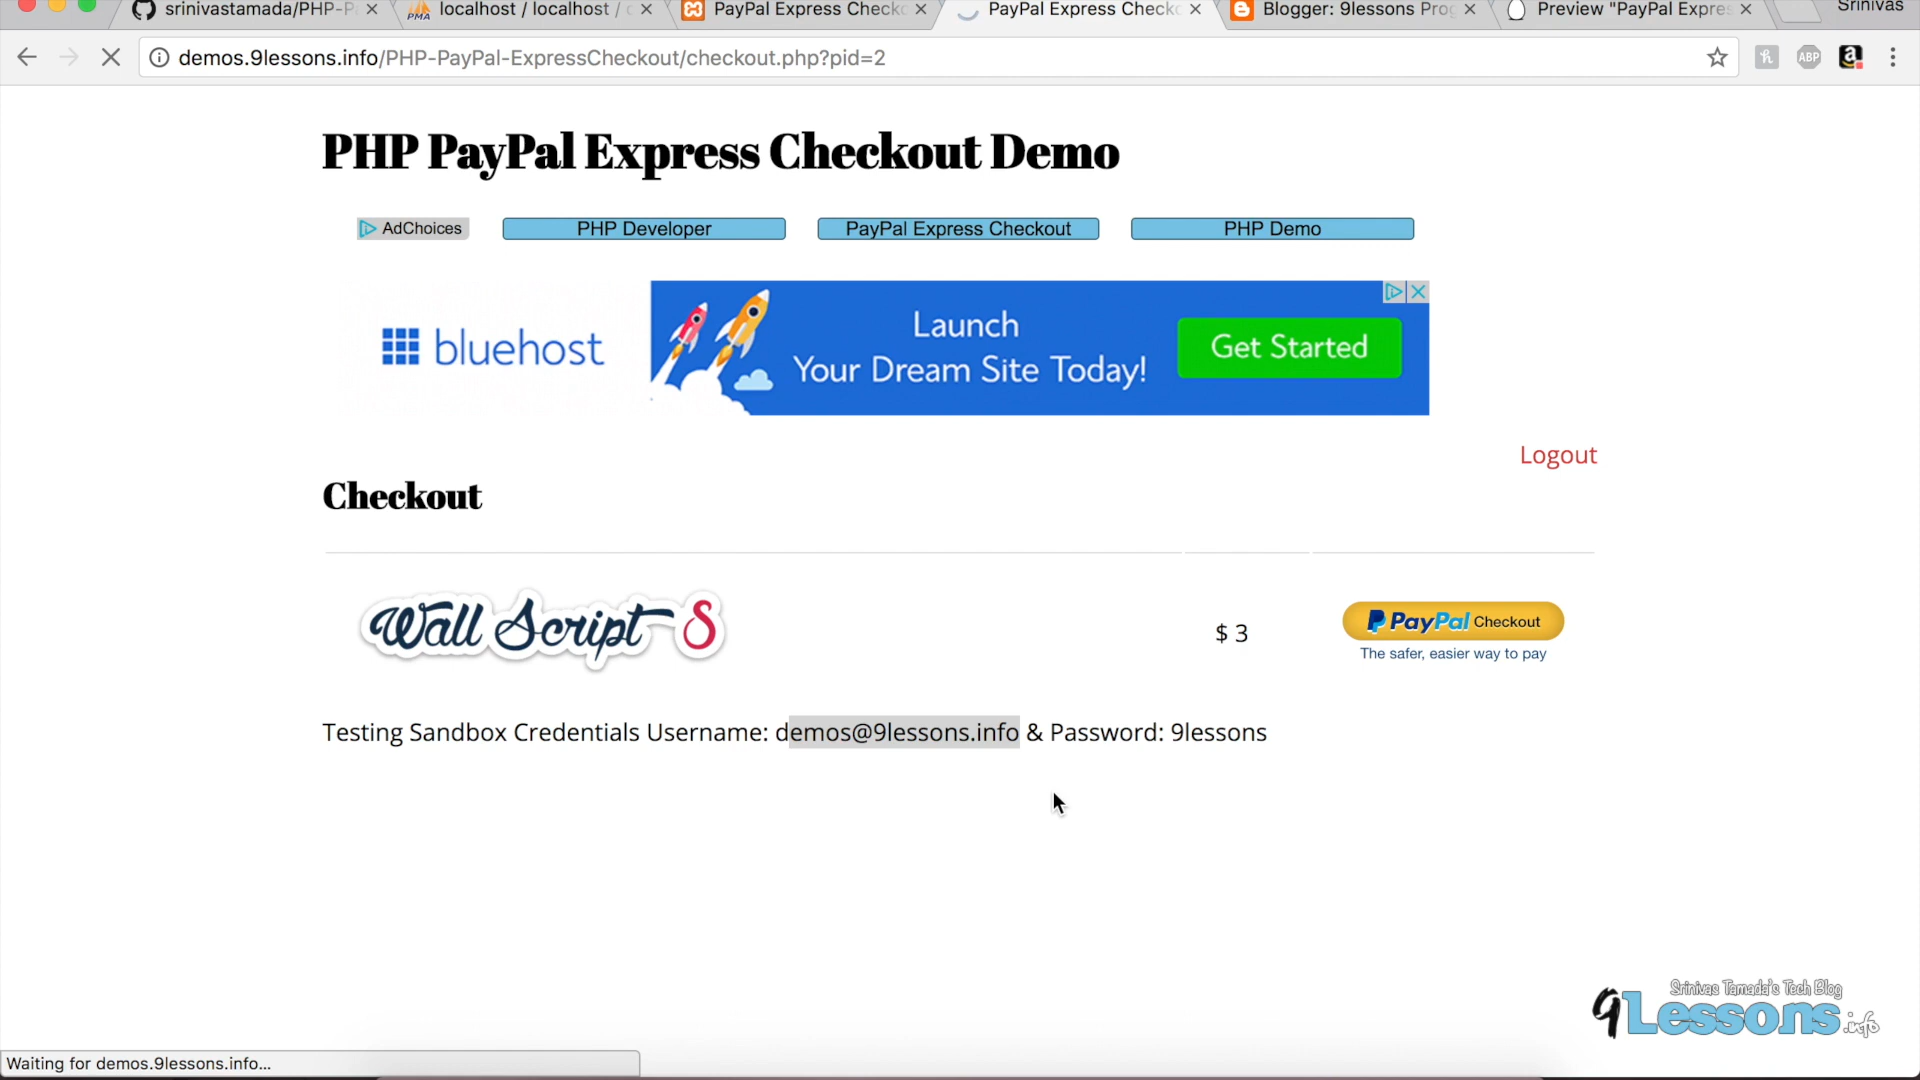 srinivastamada/PHP-P
localhost / localhost /
PayPal Express Check
PayPal Express Check
Blogger: 9lessons Prog
Preview "PayPal Expres
Srinivas
demos.9lessons.info/PHP-PayPal-ExpressCheckout/checkout.php?pid=2
ABP
PHP PayPal Express Checkout Demo
AdChoices
PHP Developer
PayPal Express Checkout
PHP Demo
bluehost
Launch
Your Dream Site Today!
Get Started
Logout
Checkout
Wall Script 8
$ 3
PayPal Checkout
The safer, easier way to pay
Testing Sandbox Credentials Username: demos@9lessons.info & Password: 9lessons
Srinivas Tamada's Tech Blog
9Lessons.info
Waiting for demos.9lessons.info...